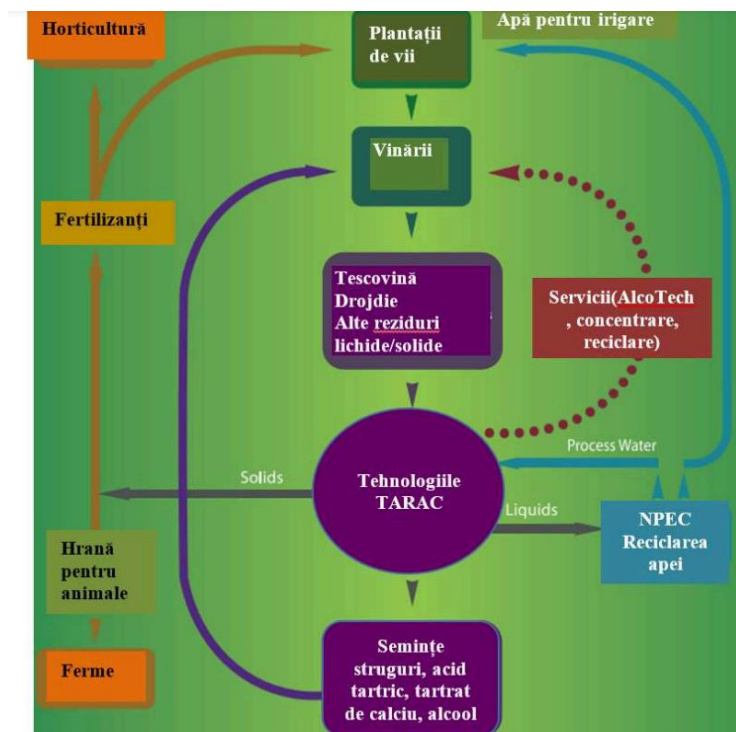 Horticultură
Plantații
de vii
Apă pentru irigare
Vinării
Fertilizanți
Tescovină
Drojdie
Alte reziduri
lichide/solide
Servicii(AlcoTech
, concentrare,
reciclare)
Process Water
Solids
Tehnologiile
TARAC
Liquids
NPEC
Reciclarea
apei
Hrană
pentru
animale
Ferme
Semințe
struguri, acid
tartric, tartrat
de calciu, alcool